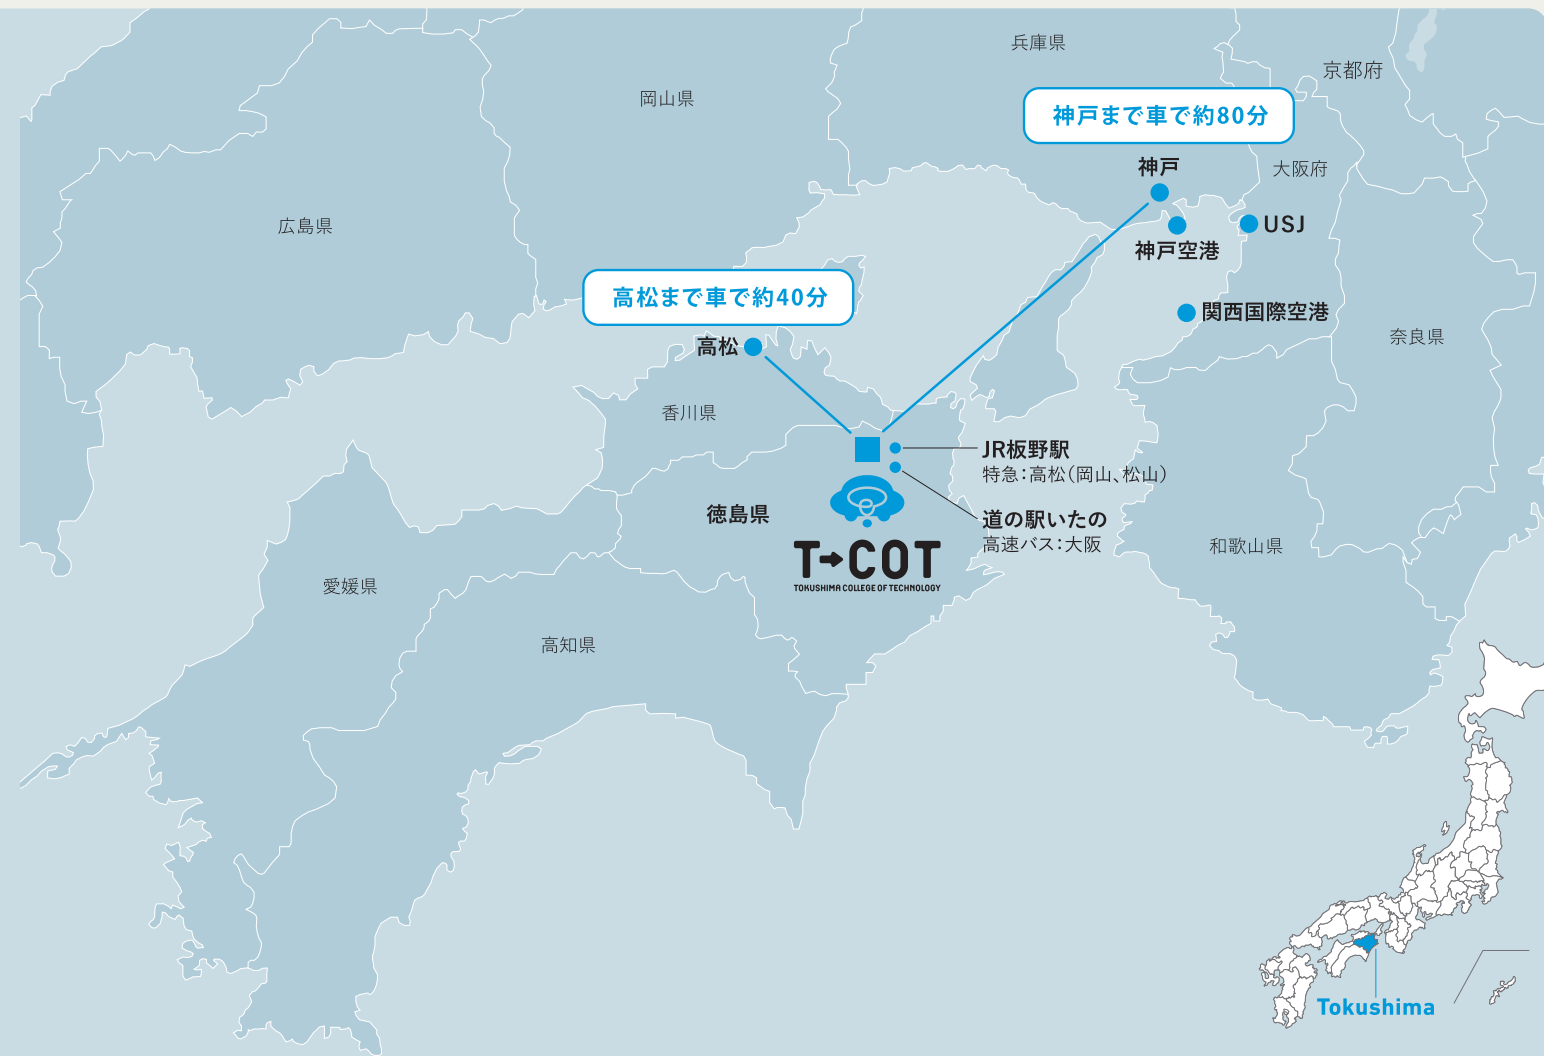 兵庫県
京都府
岡山県
神戸まで車で約80分
神戸
大阪府
広島県
USJ
神戸空港
高松まで車で約40分
関西国際空港
奈良県
高松
香川県
JR板野駅
特急：高松（岡山、松山）
徳島県
道の駅いたの
高速バス：大阪
和歌山県
T→COT
TOKUSHIMA COLLEGE OF TECHNOLOGY
愛媛県
高知県
Tokushima